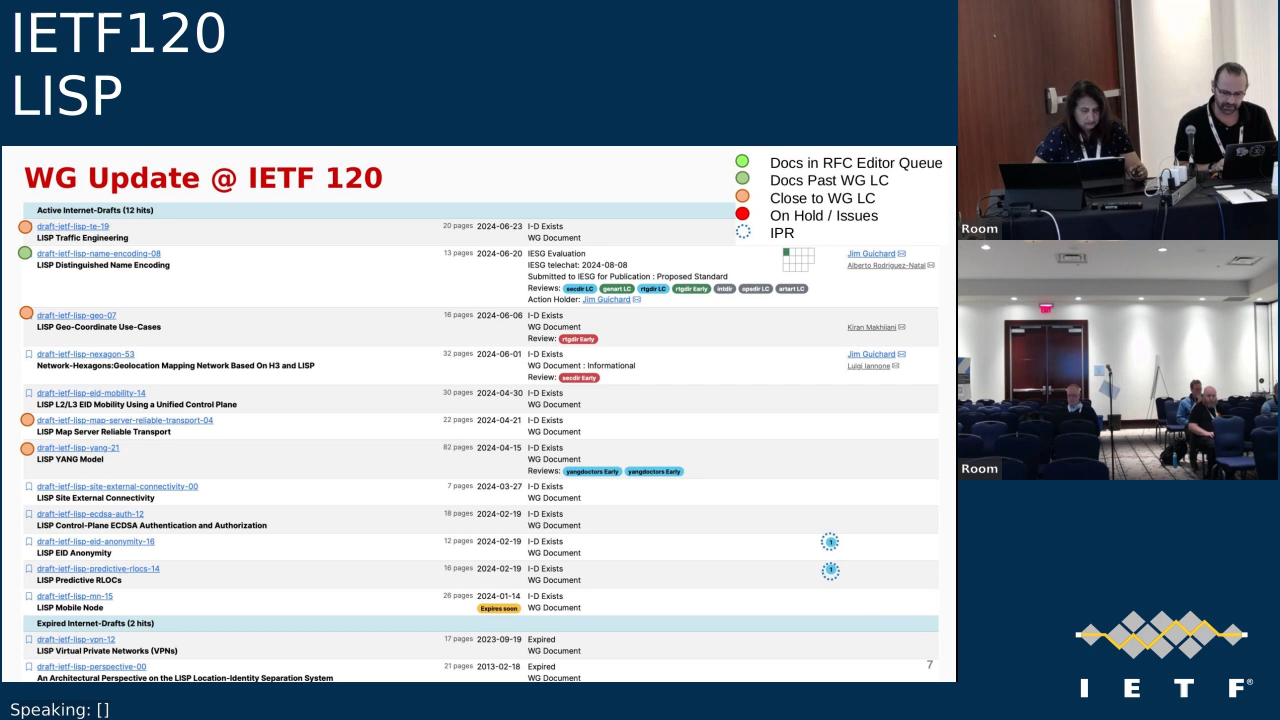 IETF120
LISP
WG Update @ IETF 120
Docs in RFC Editor Queue
Docs Past WG LC
Close to WG LC
On Hold / Issues
IPR
Active Internet-Drafts (12 hits)
draft-ietf-lisp-te-19 20 pages 2024-06-23 I-D Exists
LISP Traffic Engineering WG Document
draft-ietf-lisp-name-encoding-08 13 pages 2024-06-20 IESG Evaluation Jim Guichard
LISP Distinguished Name Encoding IESG telechat: 2024-08-08 Alberto Rodriguez-Natal
Submitted to IESG for Publication : Proposed Standard
Reviews: secdir LC genart LC rtgdir LC rtgdir Early intdir opsdir LC artart LC
Action Holder: Jim Guichard
draft-ietf-lisp-geo-07 16 pages 2024-06-06 I-D Exists
LISP Geo-Coordinate Use-Cases WG Document Kiran Makhijani
Review: rtgdir Early
draft-ietf-lisp-nexagon-53 32 pages 2024-06-01 I-D Exists Jim Guichard
Network-Hexagons:Geolocation Mapping Network Based On H3 and LISP WG Document : Informational Luigi Iannone
Review: secdir Early
draft-ietf-lisp-eid-mobility-14 30 pages 2024-04-30 I-D Exists
LISP L2/L3 EID Mobility Using a Unified Control Plane WG Document
draft-ietf-lisp-map-server-reliable-transport-04 22 pages 2024-04-21 I-D Exists
LISP Map Server Reliable Transport WG Document
draft-ietf-lisp-yang-21 82 pages 2024-04-15 I-D Exists
LISP YANG Model WG Document
Reviews: yangdoctors Early yangdoctors Early
draft-ietf-lisp-site-external-connectivity-00 7 pages 2024-03-27 I-D Exists
LISP Site External Connectivity WG Document
draft-ietf-lisp-ecdsa-auth-12 18 pages 2024-02-19 I-D Exists
LISP Control-Plane ECDSA Authentication and Authorization WG Document
draft-ietf-lisp-eid-anonymity-16 12 pages 2024-02-19 I-D Exists 1
LISP EID Anonymity WG Document
draft-ietf-lisp-predictive-rlocs-14 16 pages 2024-02-19 I-D Exists 1
LISP Predictive RLOCs WG Document
draft-ietf-lisp-mn-15 26 pages 2024-01-14 I-D Exists
LISP Mobile Node Expires soon WG Document
Expired Internet-Drafts (2 hits)
draft-ietf-lisp-vpn-12 17 pages 2023-09-19 Expired
LISP Virtual Private Networks (VPNs) WG Document
draft-ietf-lisp-perspective-00 21 pages 2013-02-18 Expired
An Architectural Perspective on the LISP Location-Identity Separation System WG Document
7
Room
EXIT
Room
I E T F®
Speaking: []